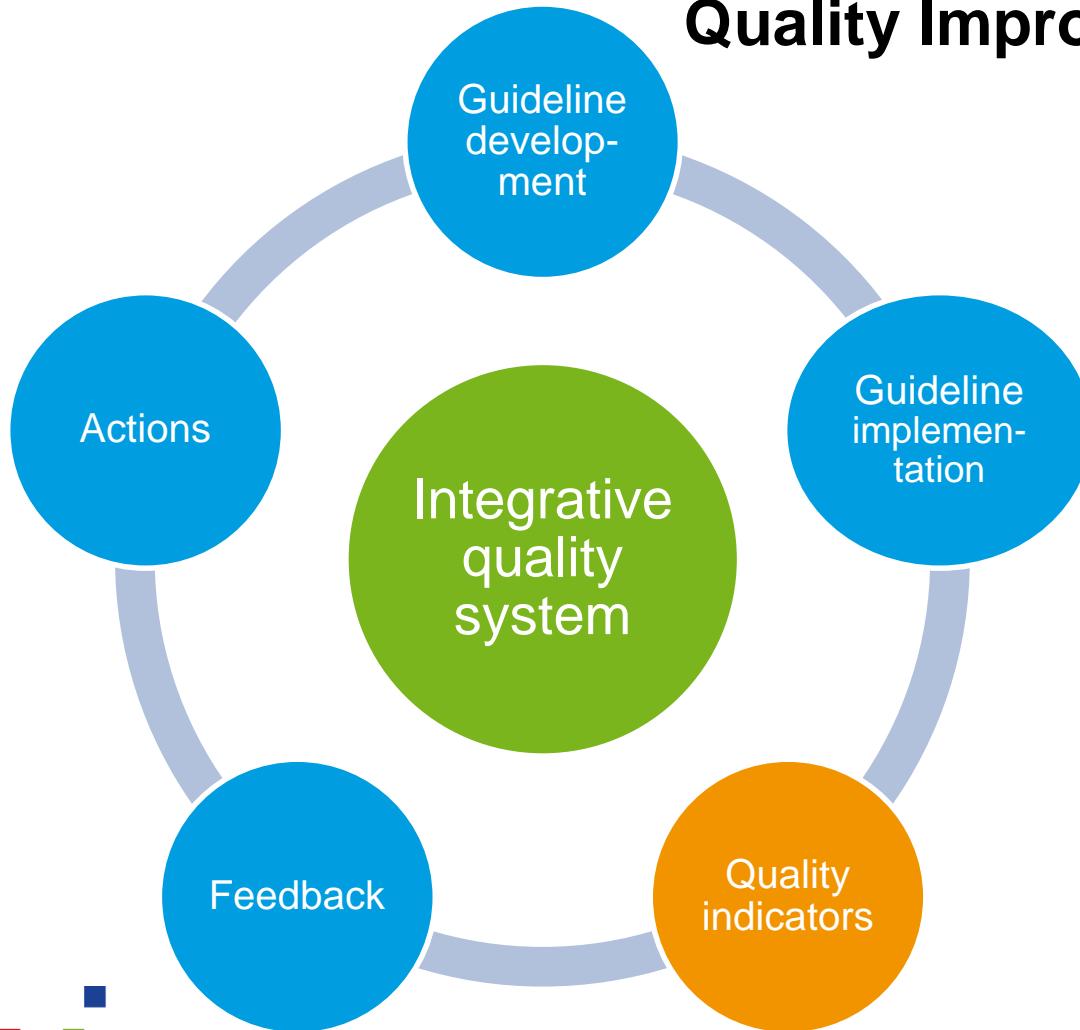 Quality Impro
Guideline
develop-
ment
Guideline
implemen-
tation
Actions
Integrative
quality
system
Feedback
Quality
indicators